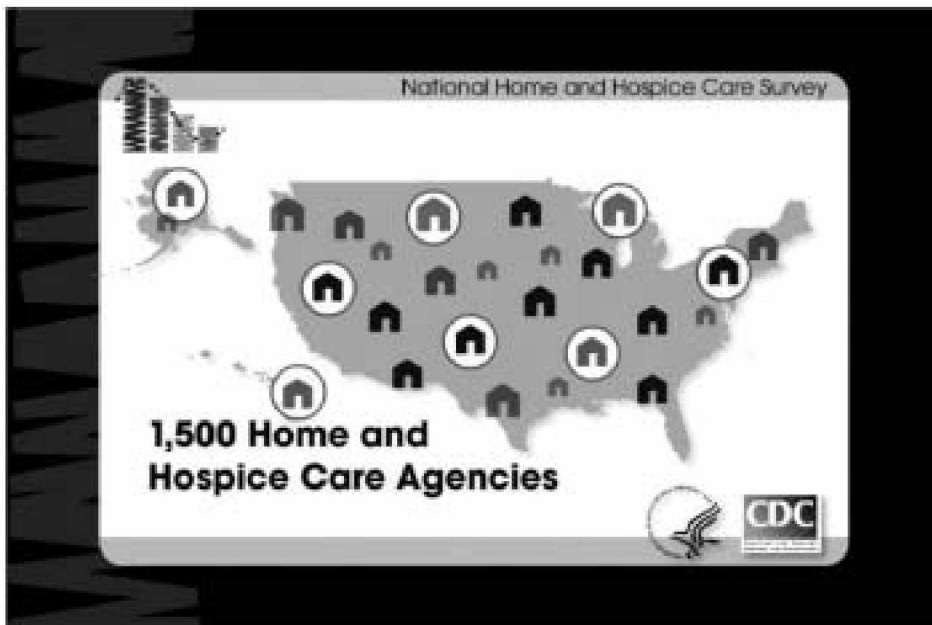 National Home and Hospice Care Survey
1,500 Home and
Hospice Care Agencies
CDC